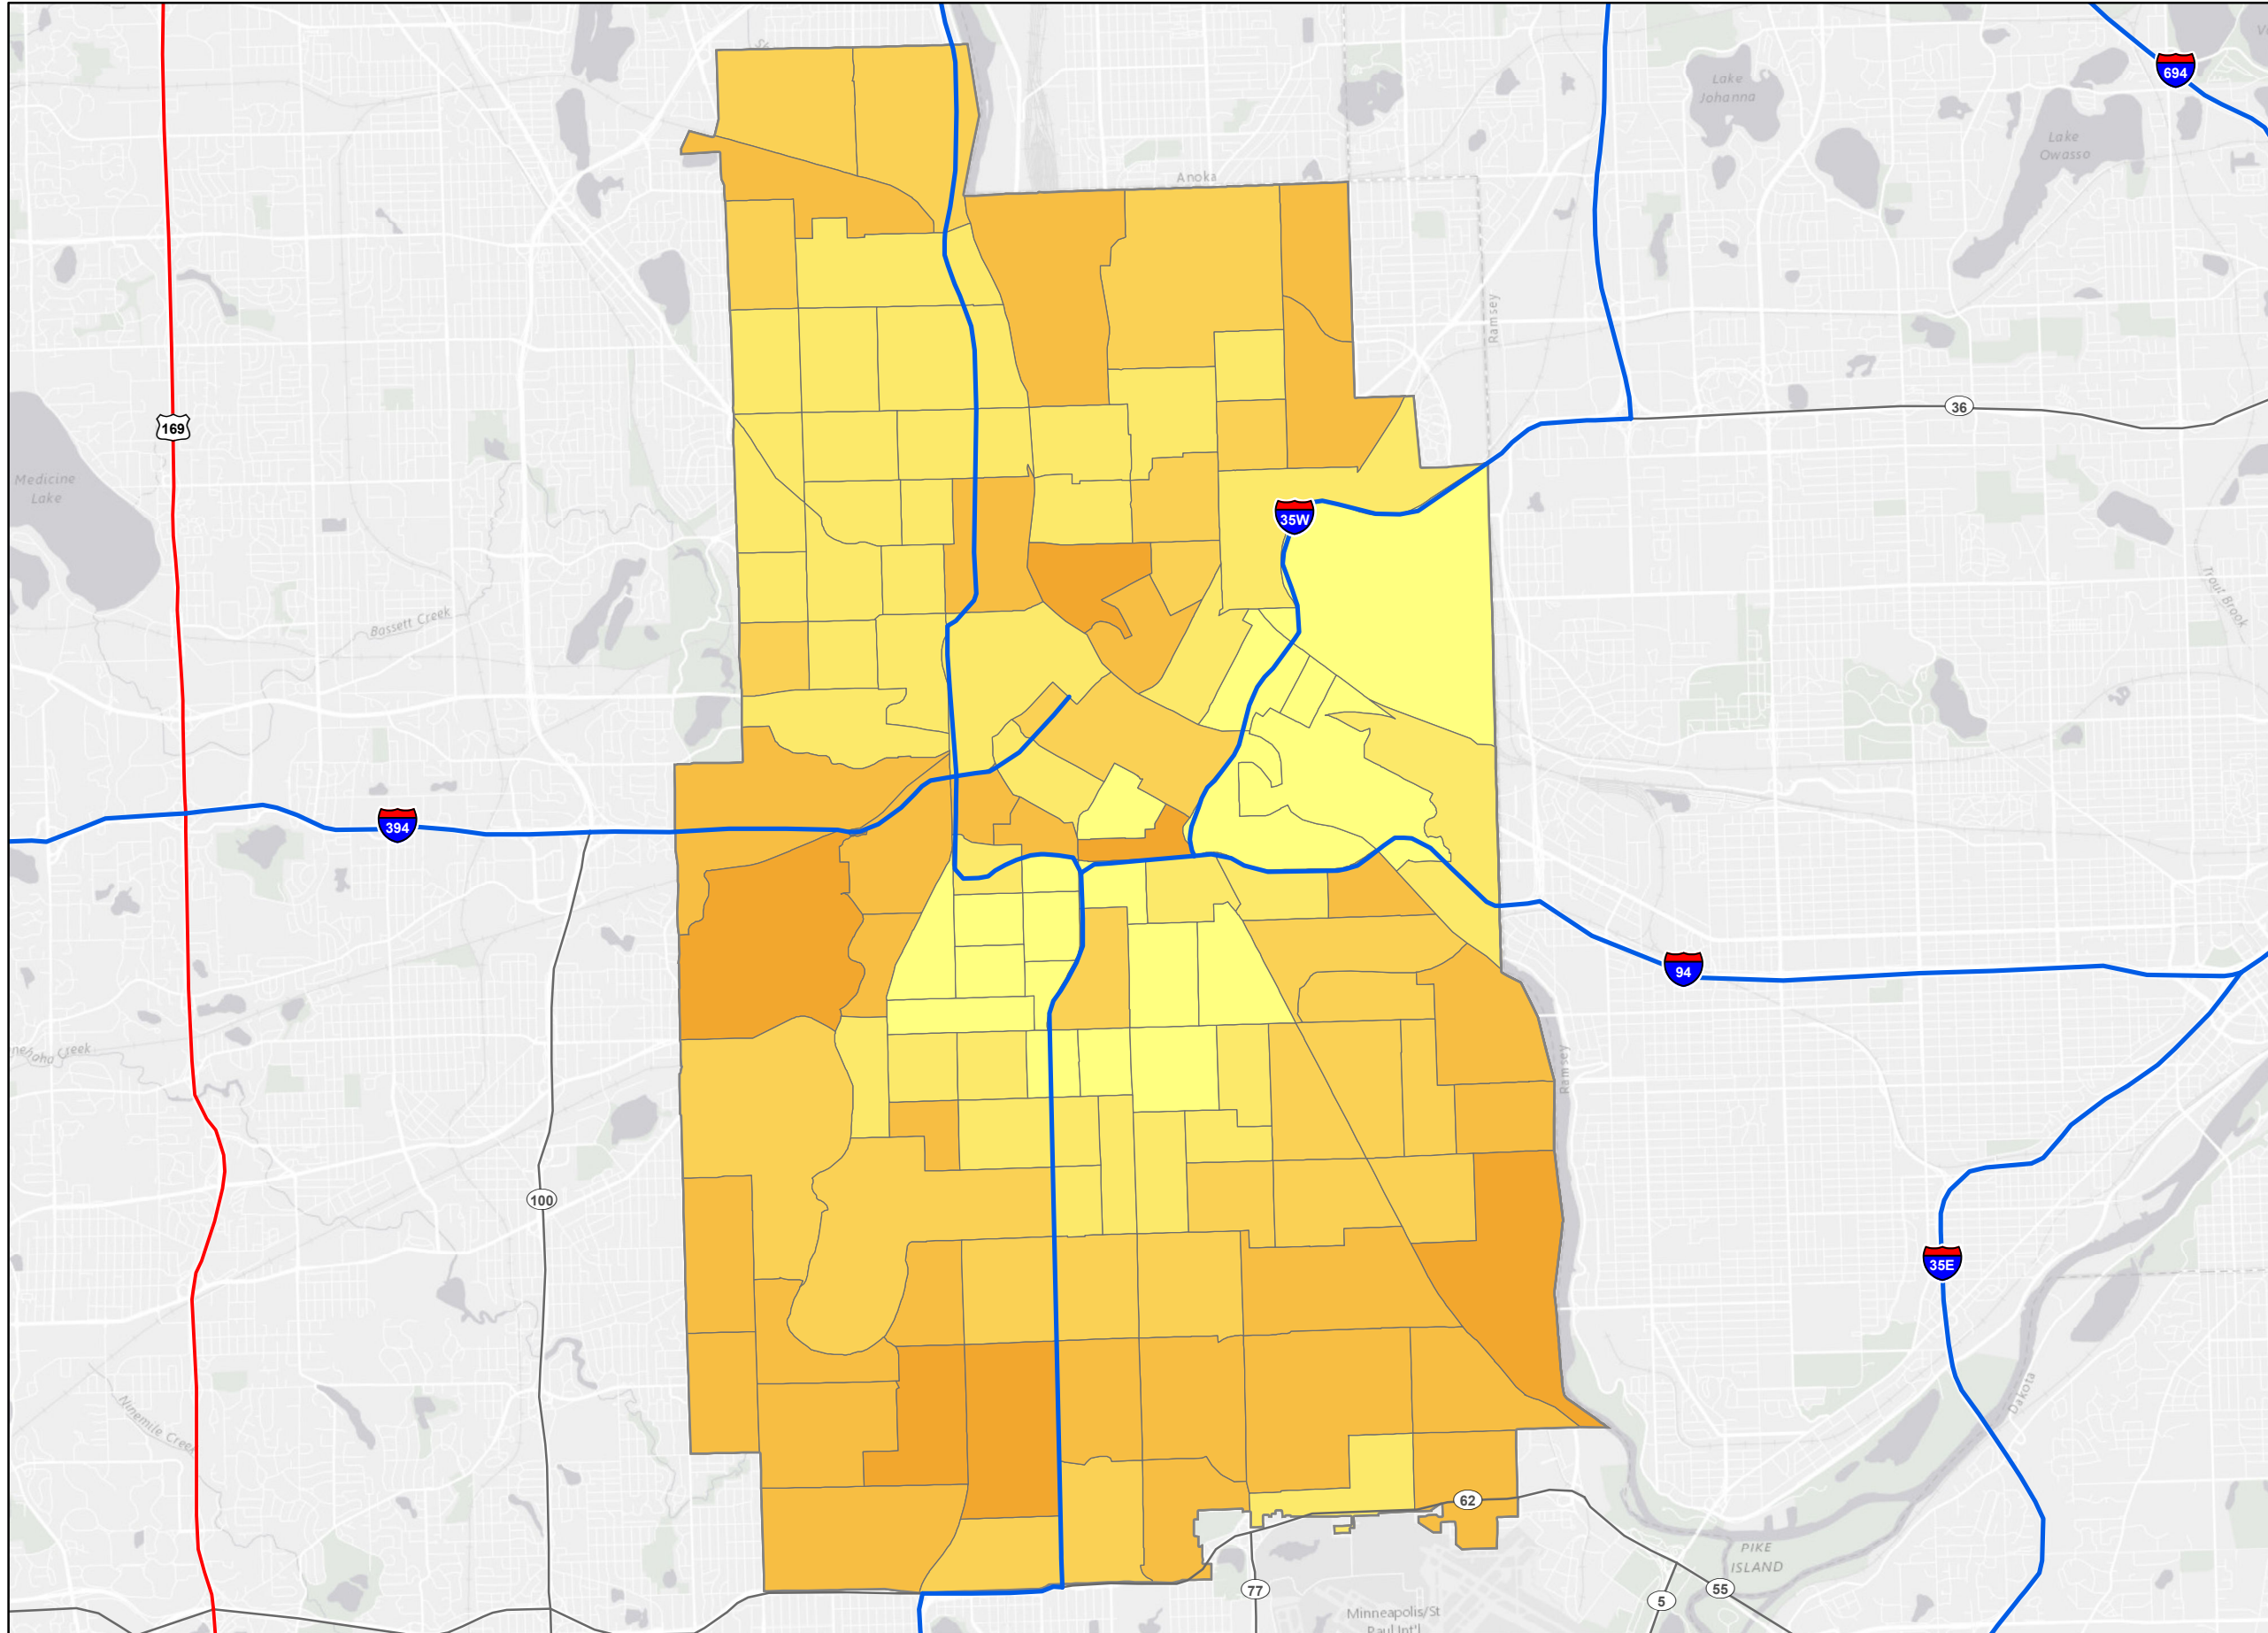 694
Lake
Johanna
Lake
Owasso
Anoka
Ramsey
36
169
Medicine
Lake
35W
Trout Brook
Bassett Creek
394
94
Ramsey
100
35E
Dakota
Ninemile Creek
62
PIKE
ISLAND
77
55
5
Minneapolis/St
Paul Int'l